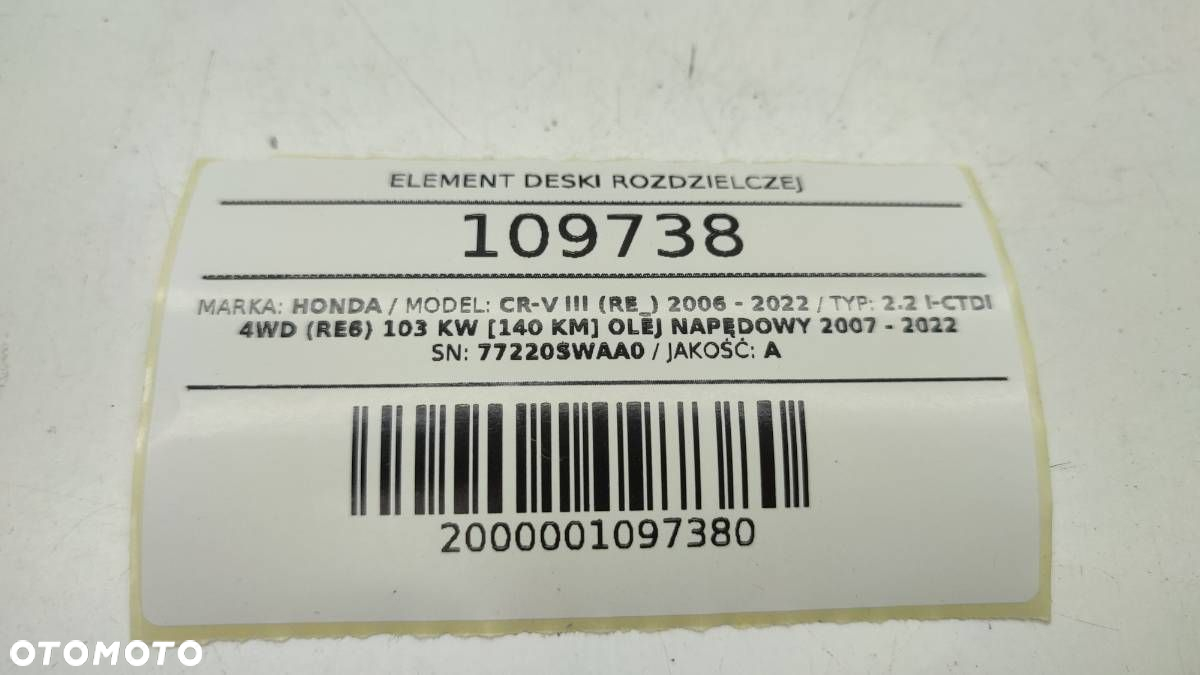 ELEMENT DESKI ROZDZIELCZEJ
109738
MARKA: HONDA / MODEL: CR-V III (RE_) 2006 - 2022 / TYP: 2.2 I-CTDI
4WD (RE6) 103 KW [140 KM] OLEJ NAPĘDOWY 2007 - 2022
SN: 77220SWAA0 / JAKOŚĆ: A
2000001097380
OTOMOTO